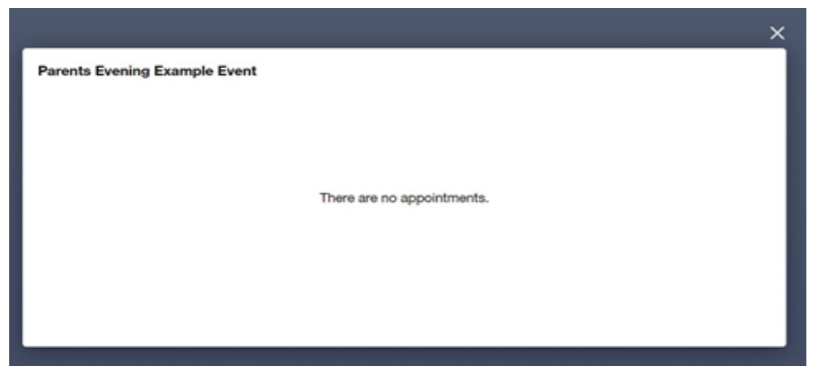 Parents Evening Example Event
There are no appointments.